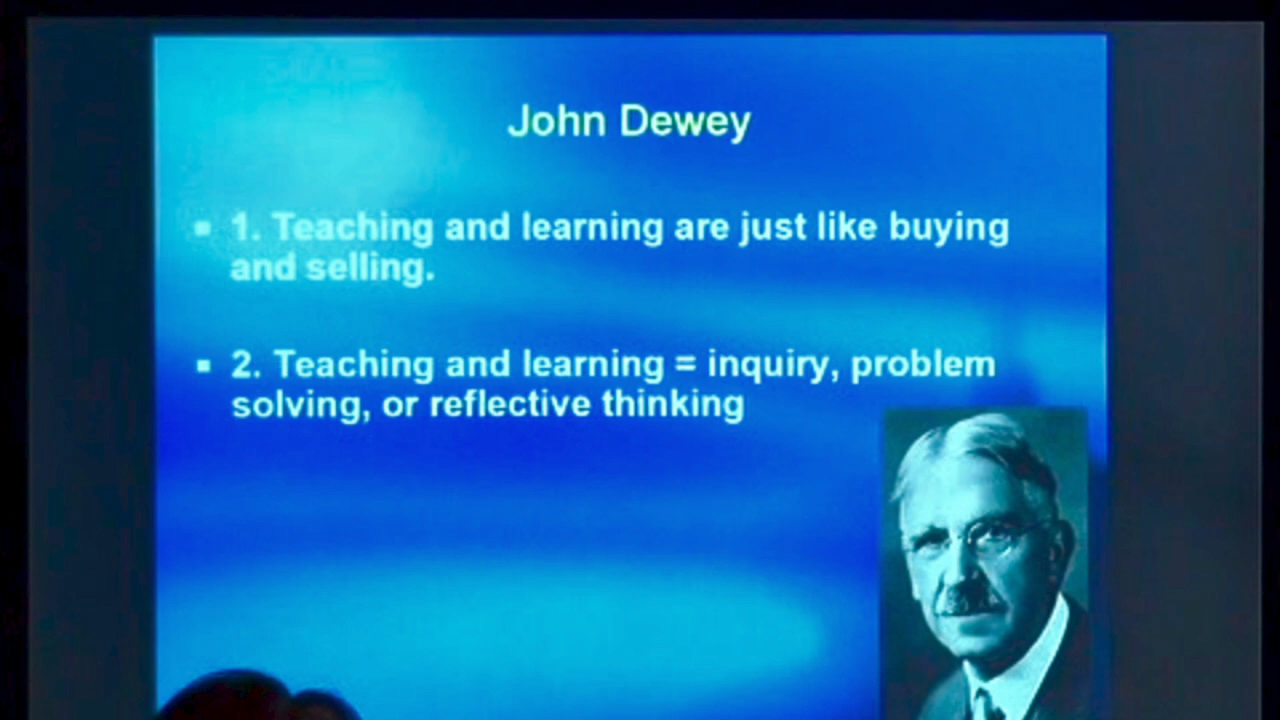 John Dewey
1. Teaching and learning are just like buying
and selling.
2. Teaching and learning = inquiry, problem
solving, or reflective thinking